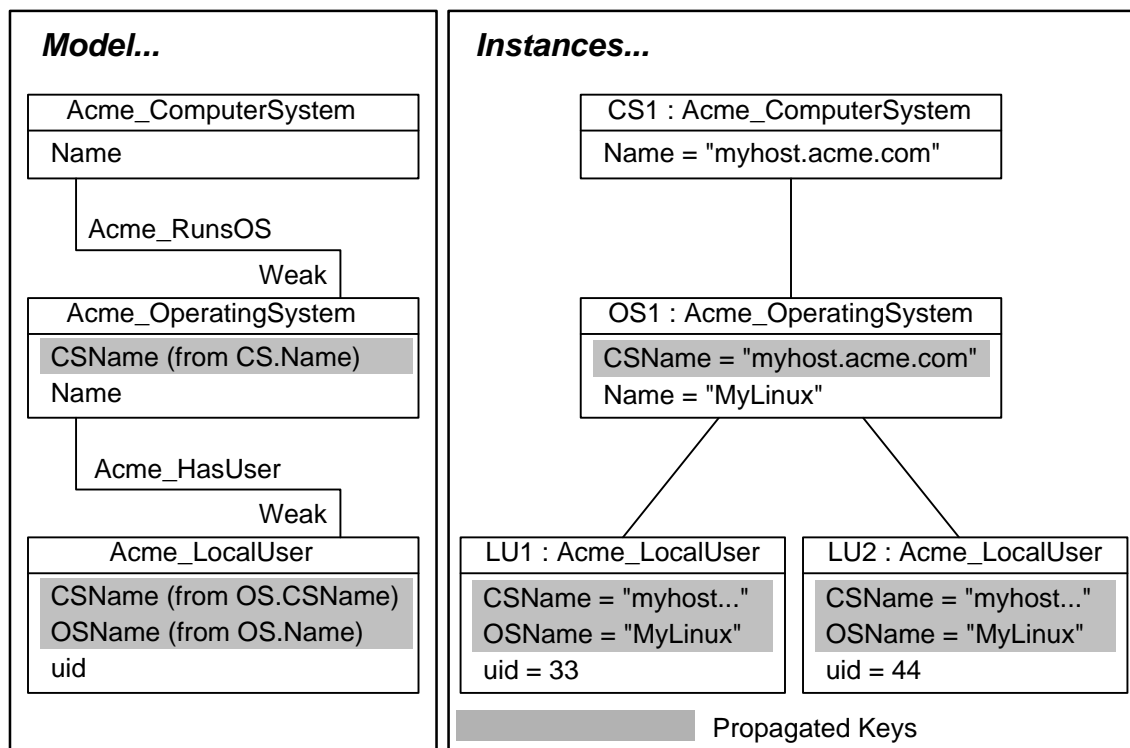 Model...
Acme_ComputerSystem
Name
Acme_RunsOS
Weak
Acme_OperatingSystem
CSName (from CS.Name)
Name
Acme_HasUser
Weak
Acme_LocalUser
CSName (from OS.CSName)
OSName (from OS.Name)
uid
Instances...
CS1 : Acme_ComputerSystem
Name = "myhost.acme.com"
OS1 : Acme_OperatingSystem
CSName = "myhost.acme.com"
Name = "MyLinux"
LU1 : Acme_LocalUser
CSName = "myhost..."
OSName = "MyLinux"
uid = 33
LU2 : Acme_LocalUser
CSName = "myhost..."
OSName = "MyLinux"
uid = 44
Propagated Keys